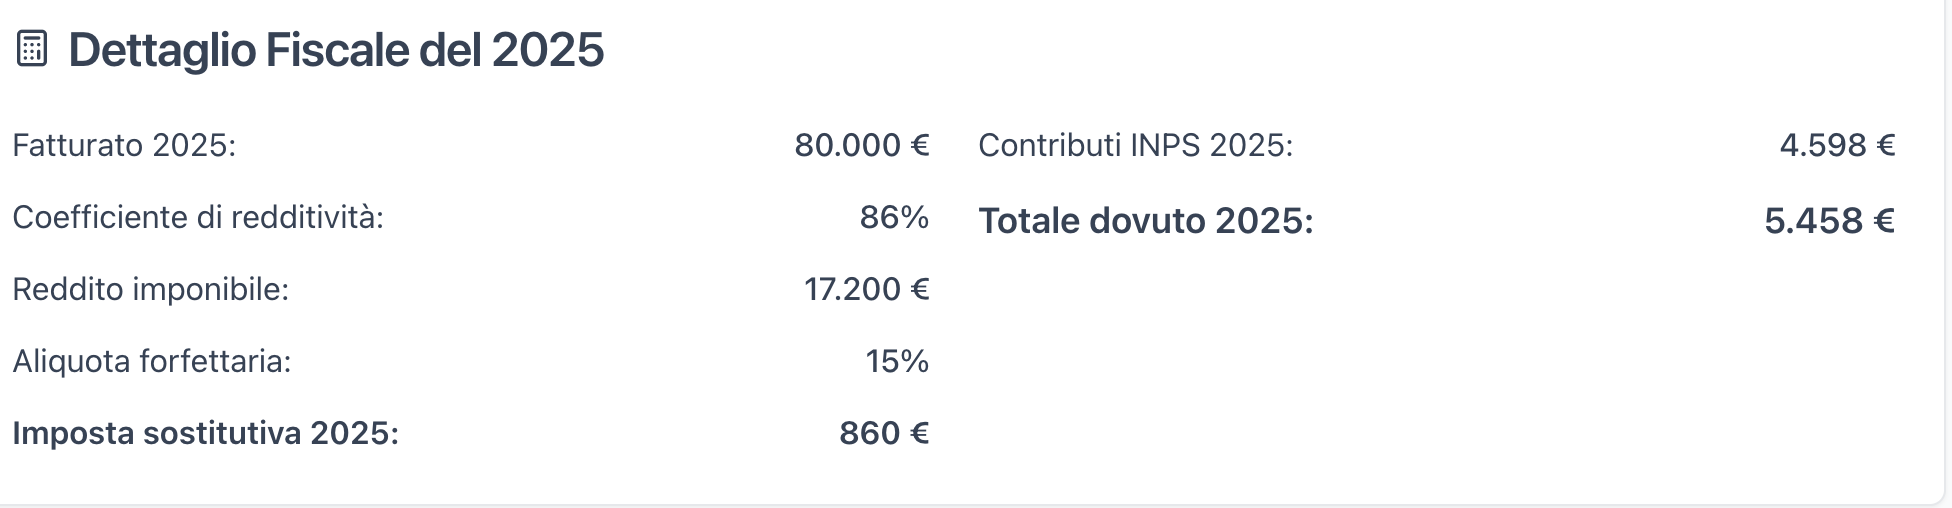 Dettaglio Fiscale del 2025
Fatturato 2025: 80.000 €
Coefficiente di redditività: 86%
Reddito imponibile: 17.200 €
Aliquota forfettaria: 15%
Imposta sostitutiva 2025: 860 €
Contributi INPS 2025: 4.598 €
Totale dovuto 2025: 5.458 €